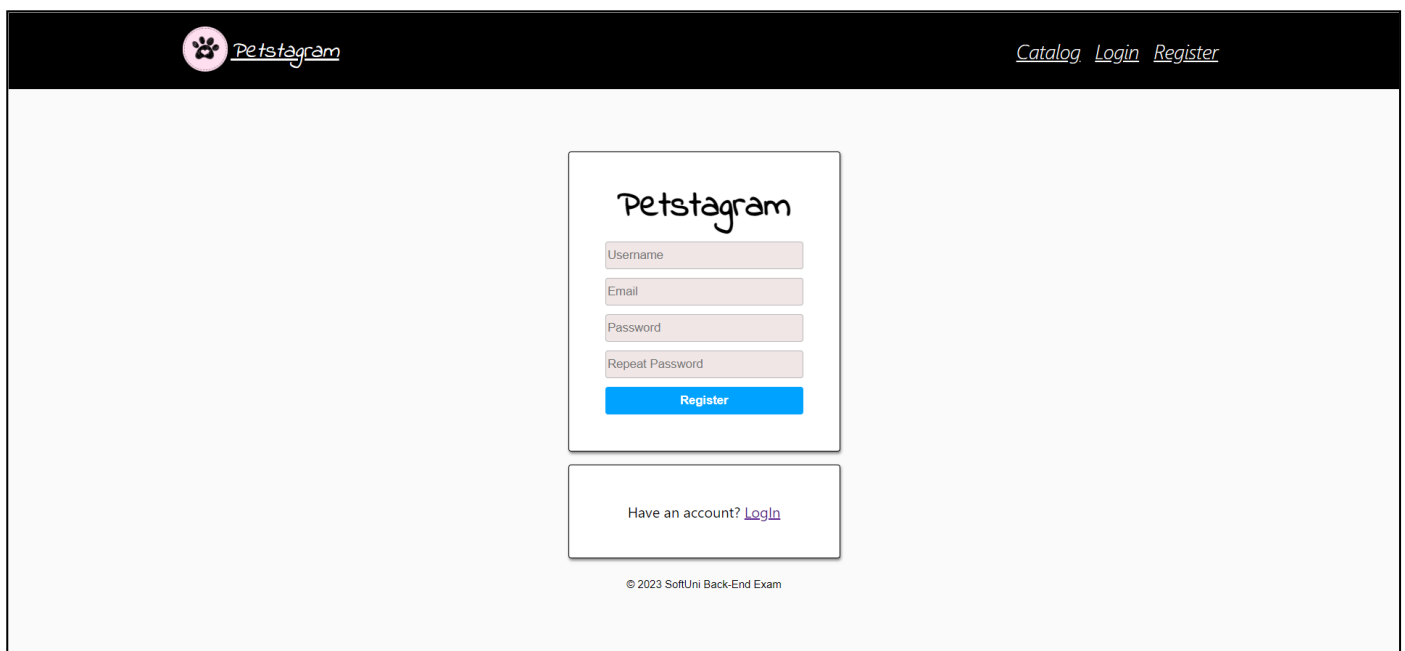 Petstagram
Catalog Login Register
Petstagram
Username
Email
Password
Repeat Password
Register
Have an account? LogIn
© 2023 SoftUni Back-End Exam